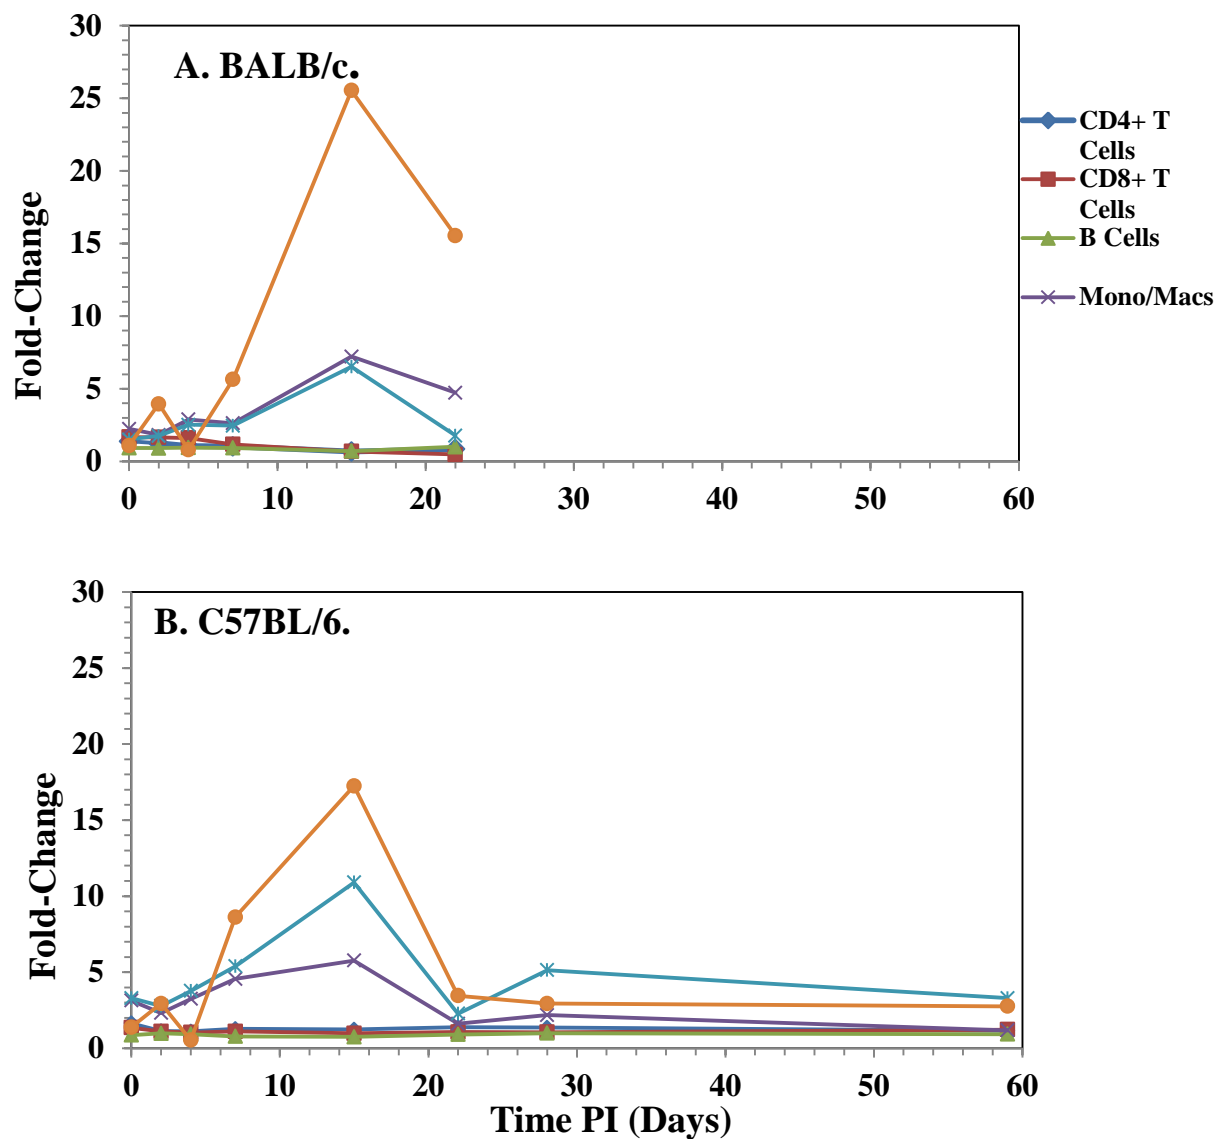 30
A. BALB/c.
25
20
15
10
5
0
Fold-Change
0 10 20 30 40 50 60
CD4+ T
Cells
CD8+ T
Cells
B Cells
Mono/Macs
30
B. C57BL/6.
25
20
15
10
5
0
Fold-Change
0 10 20 30 40 50 60
Time PI (Days)